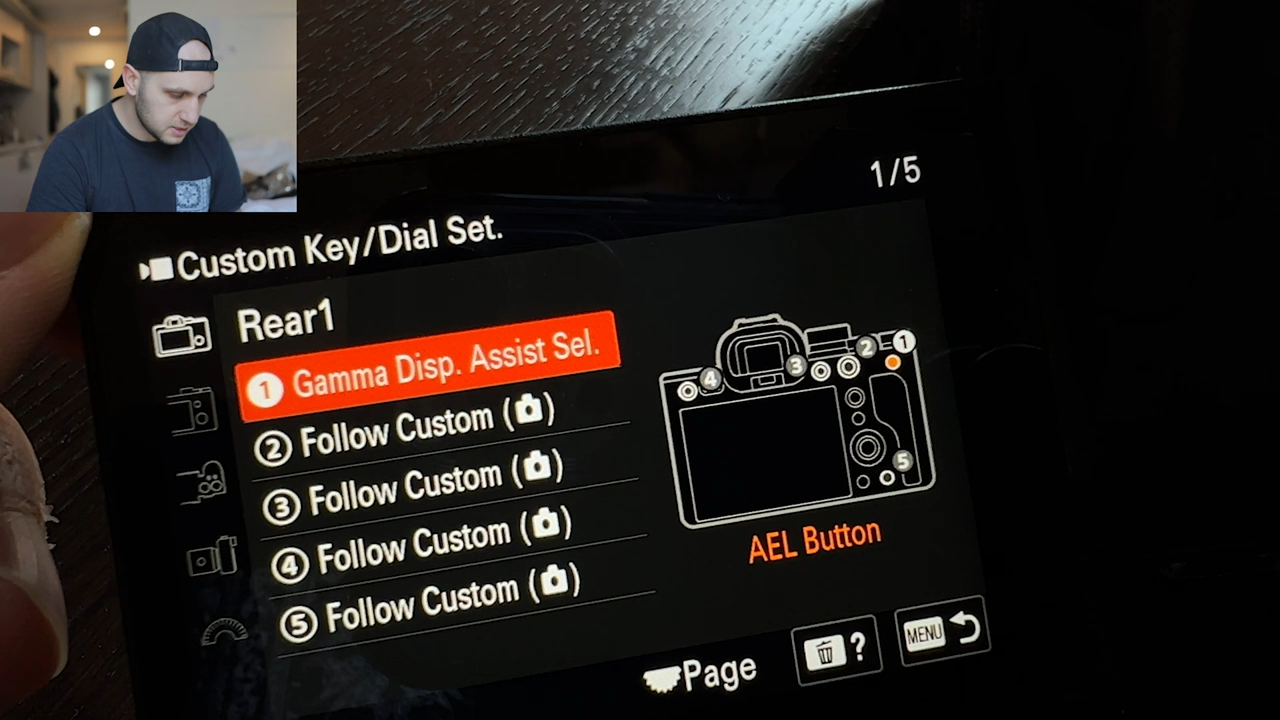 1/5
Custom Key/Dial Set.
Rear1
① Gamma Disp. Assist Sel.
② Follow Custom ( )
③ Follow Custom ( )
④ Follow Custom ( )
⑤ Follow Custom ( )
4 3 2 1
5
AEL Button
Page ? MENU